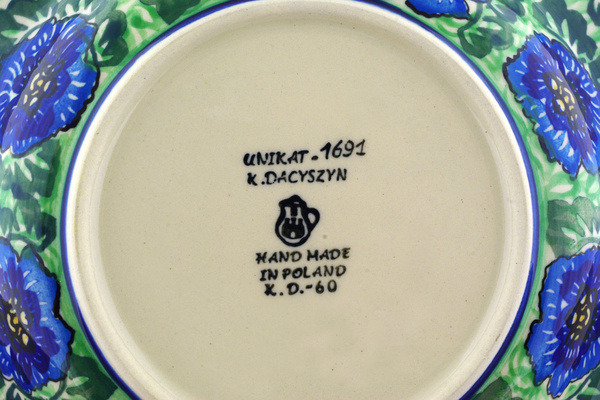 UNIKAT-1691
K.DACYSZYN
HAND MADE
IN POLAND
K.D.-60